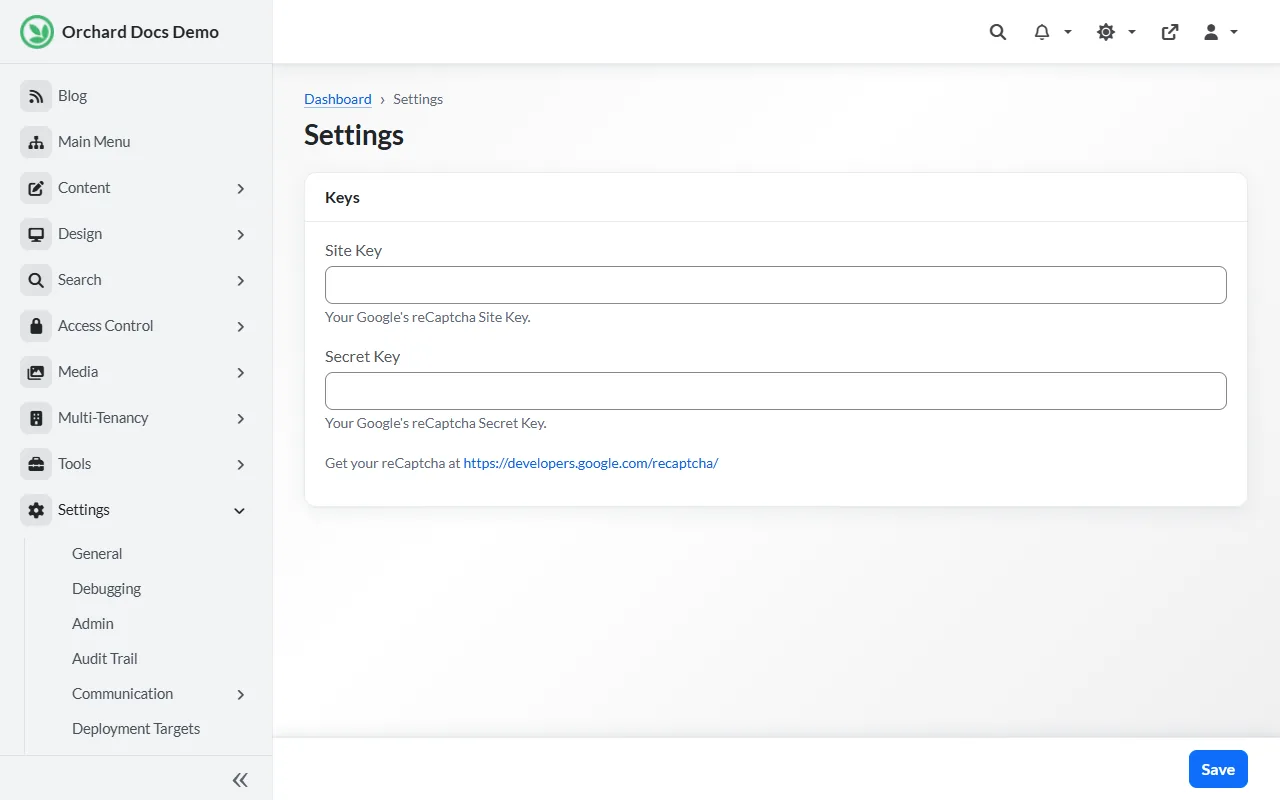 Orchard Docs Demo
Blog
Main Menu
Content
Design
Search
Access Control
Media
Multi-Tenancy
Tools
Settings
General
Debugging
Admin
Audit Trail
Communication
Deployment Targets
Dashboard › Settings
Settings
Keys
Site Key
Your Google's reCaptcha Site Key.
Secret Key
Your Google's reCaptcha Secret Key.
Get your reCaptcha at https://developers.google.com/recaptcha/
Save